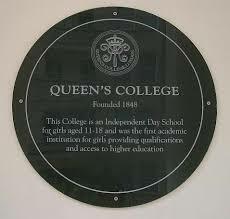 QUEEN'S COLLEGE
Founded 1848
This College is an Independent Day School
for girls aged 11-18 and was the first academic
institution for girls providing qualifications
and access to higher education